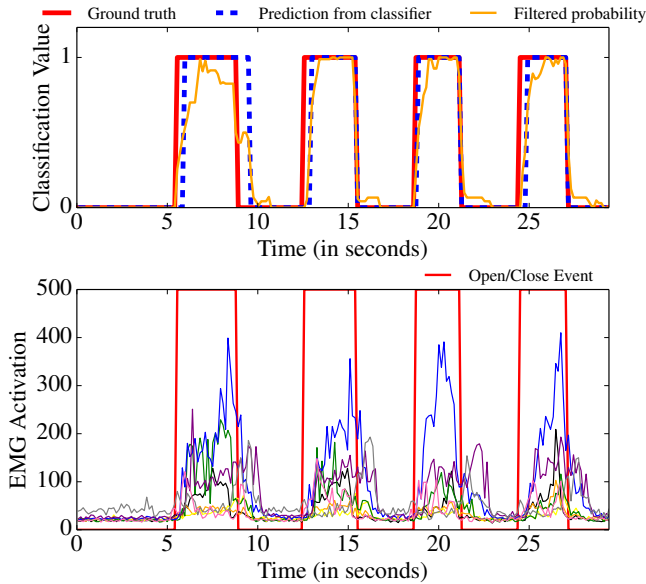 Ground truth
Prediction from classifier
Filtered probability
Classification Value
1
0
0
5
10
15
20
25
Time (in seconds)
Open/Close Event
EMG Activation
500
400
300
200
100
0
0
5
10
15
20
25
Time (in seconds)